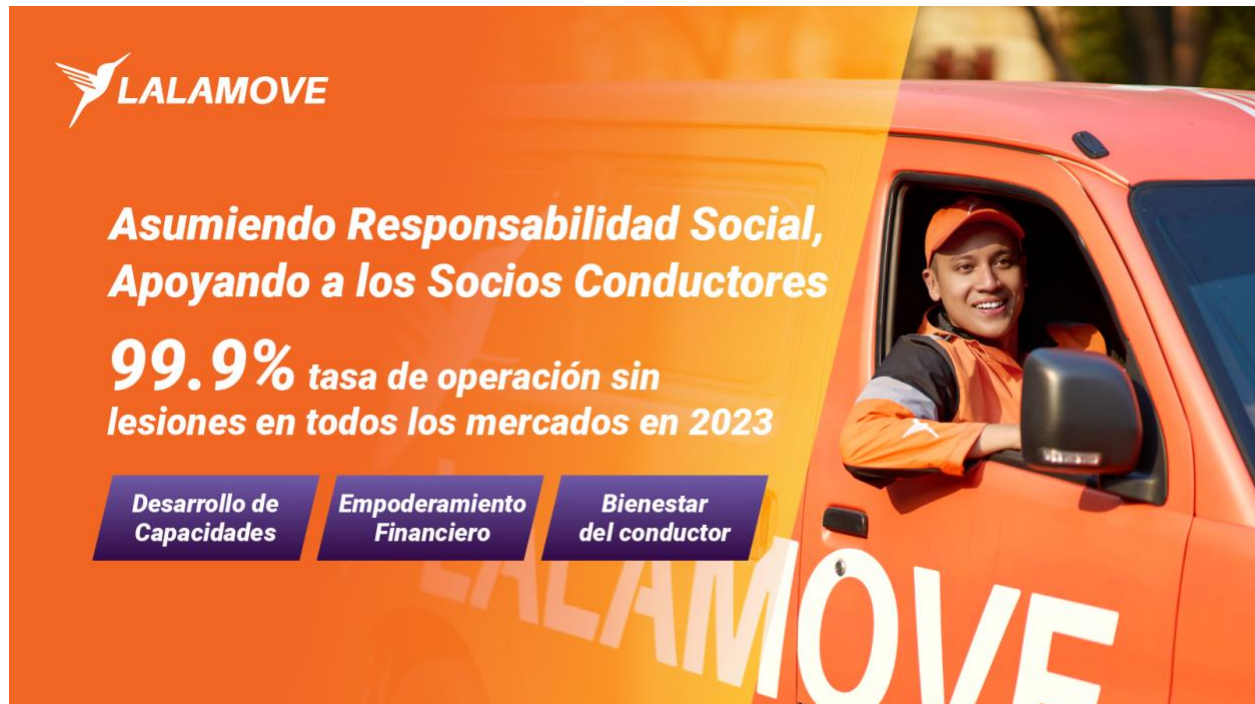 LALAMOVE
Asumiendo Responsabilidad Social,
Apoyando a los Socios Conductores
99.9% tasa de operación sin
lesiones en todos los mercados en 2023
Desarrollo de
Capacidades
Empoderamiento
Financiero
Bienestar
del conductor
LALAMOVE